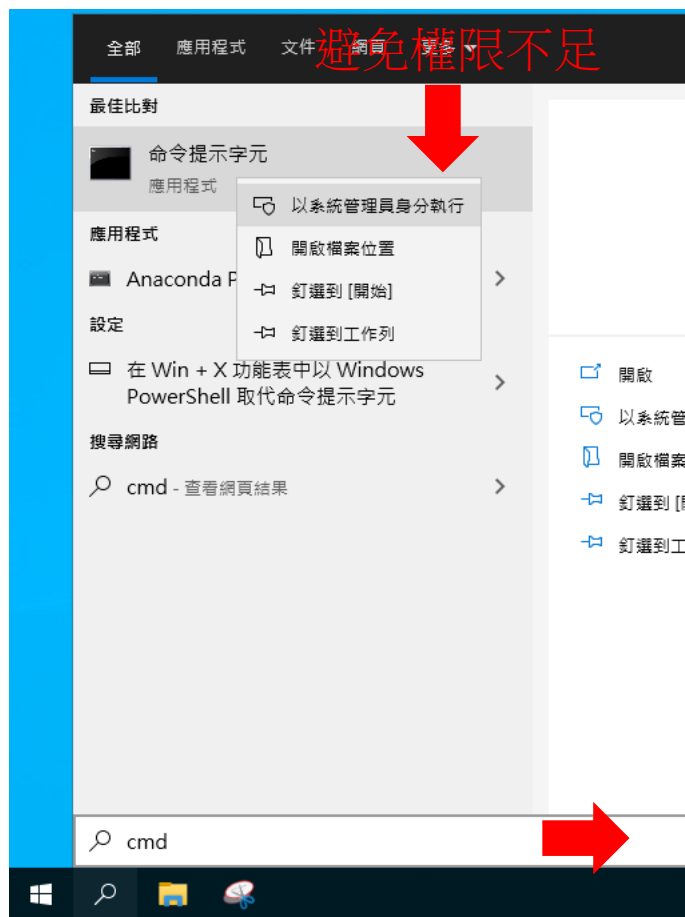 全部 應用程式 文件 網頁 更多
避免權限不足
最佳比對
命令提示字元
應用程式
以系統管理員身分執行
開啟檔案位置
釘選到 [開始]
釘選到工作列
應用程式
Anaconda P
設定
在 Win + X 功能表中以 Windows
PowerShell 取代命令提示字元
搜尋網路
cmd - 查看網頁結果
開啟
以系統管
開啟檔案
釘選到 [開
釘選到工
cmd